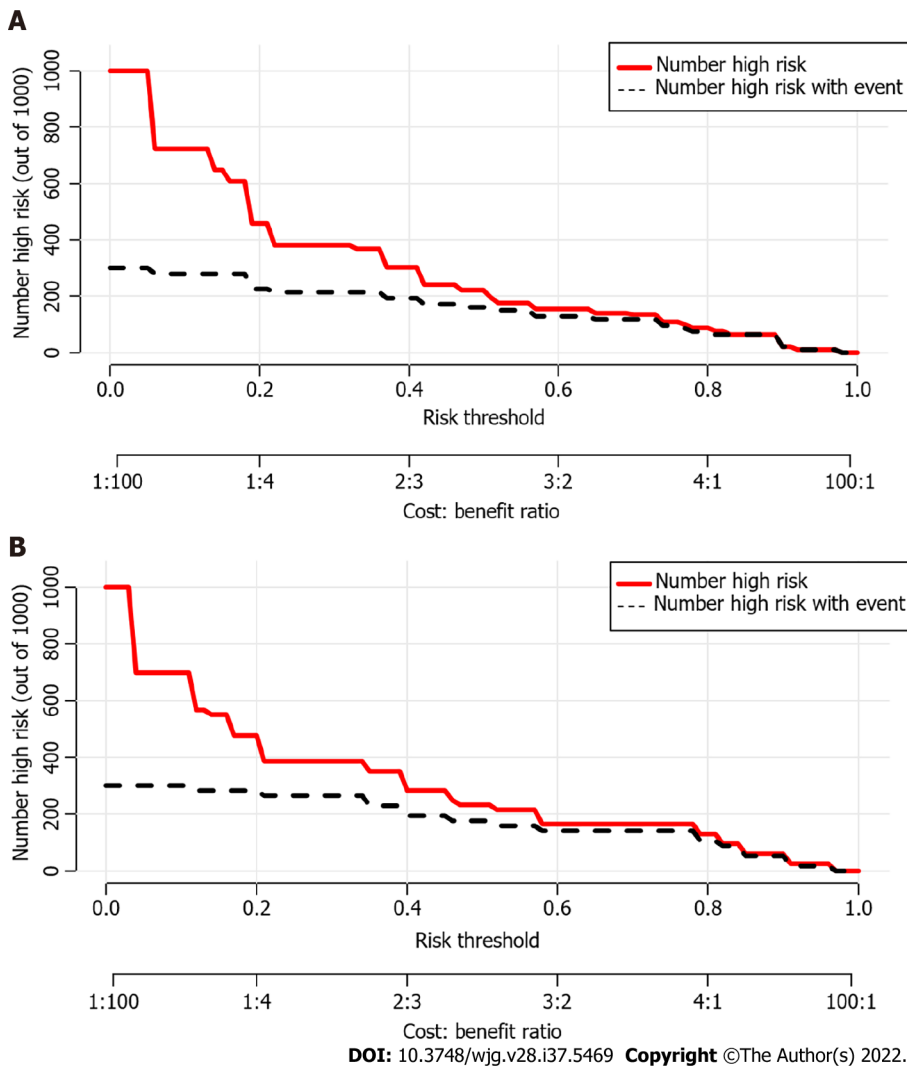 A
Number high risk (out of 1000)
0
200
400
600
800
1000
Number high risk
Number high risk with event
0.0 0.2 0.4 0.6 0.8 1.0
Risk threshold
1:100 1:4 2:3 3:2 4:1 100:1
Cost: benefit ratio
B
Number high risk (out of 1000)
0
200
400
600
800
1000
Number high risk
Number high risk with event
0.0 0.2 0.4 0.6 0.8 1.0
Risk threshold
1:100 1:4 2:3 3:2 4:1 100:1
Cost: benefit ratio
DOI: 10.3748/wjg.v28.i37.5469 Copyright ©The Author(s) 2022.